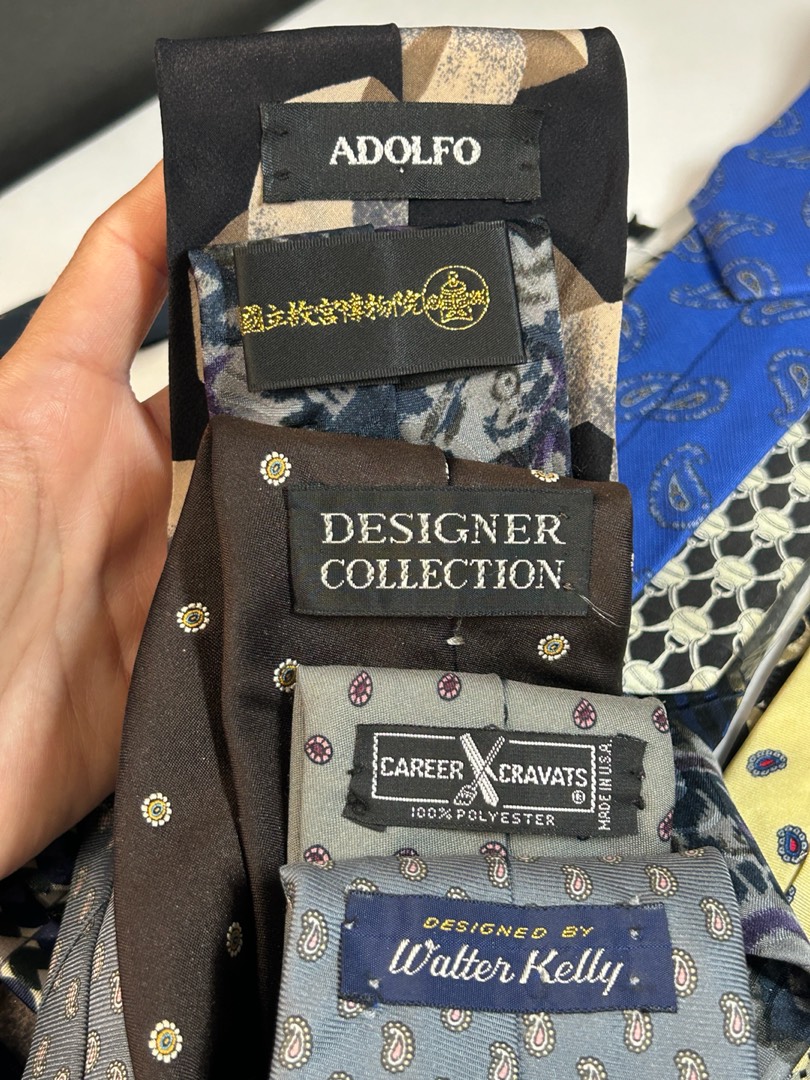 ADOLFO
國立故宮博物院
DESIGNER
COLLECTION
CAREER CRAVATS
®
100% POLYESTER
MADE IN U.S.A.
DESIGNED BY
Walter Kelly